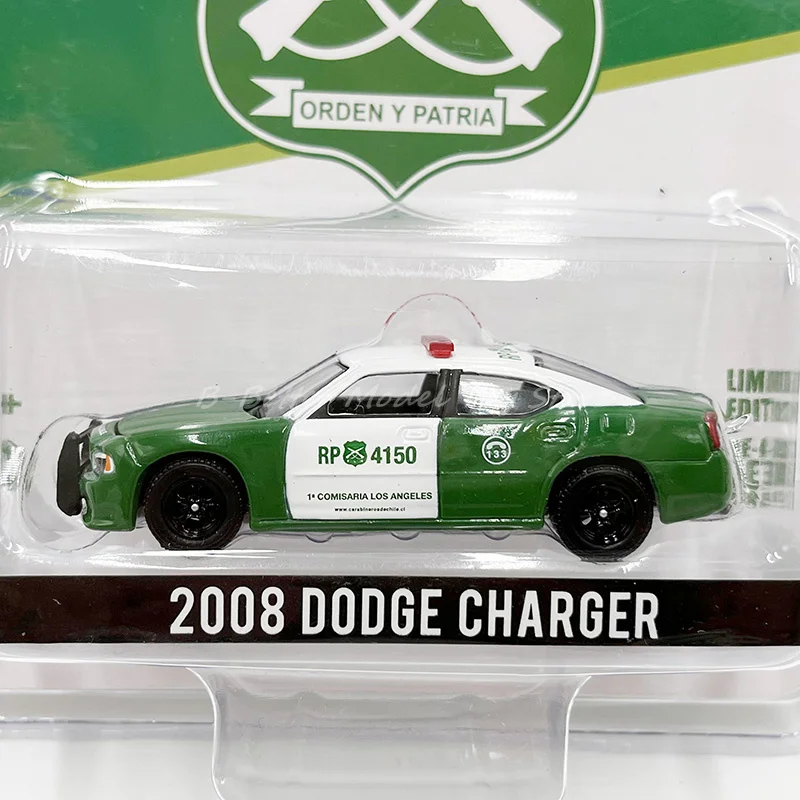 ORDEN Y PATRIA
RP 4150
133
1ª COMISARIA LOS ANGELES
www.carabinerosdechile.cl
2008 DODGE CHARGER